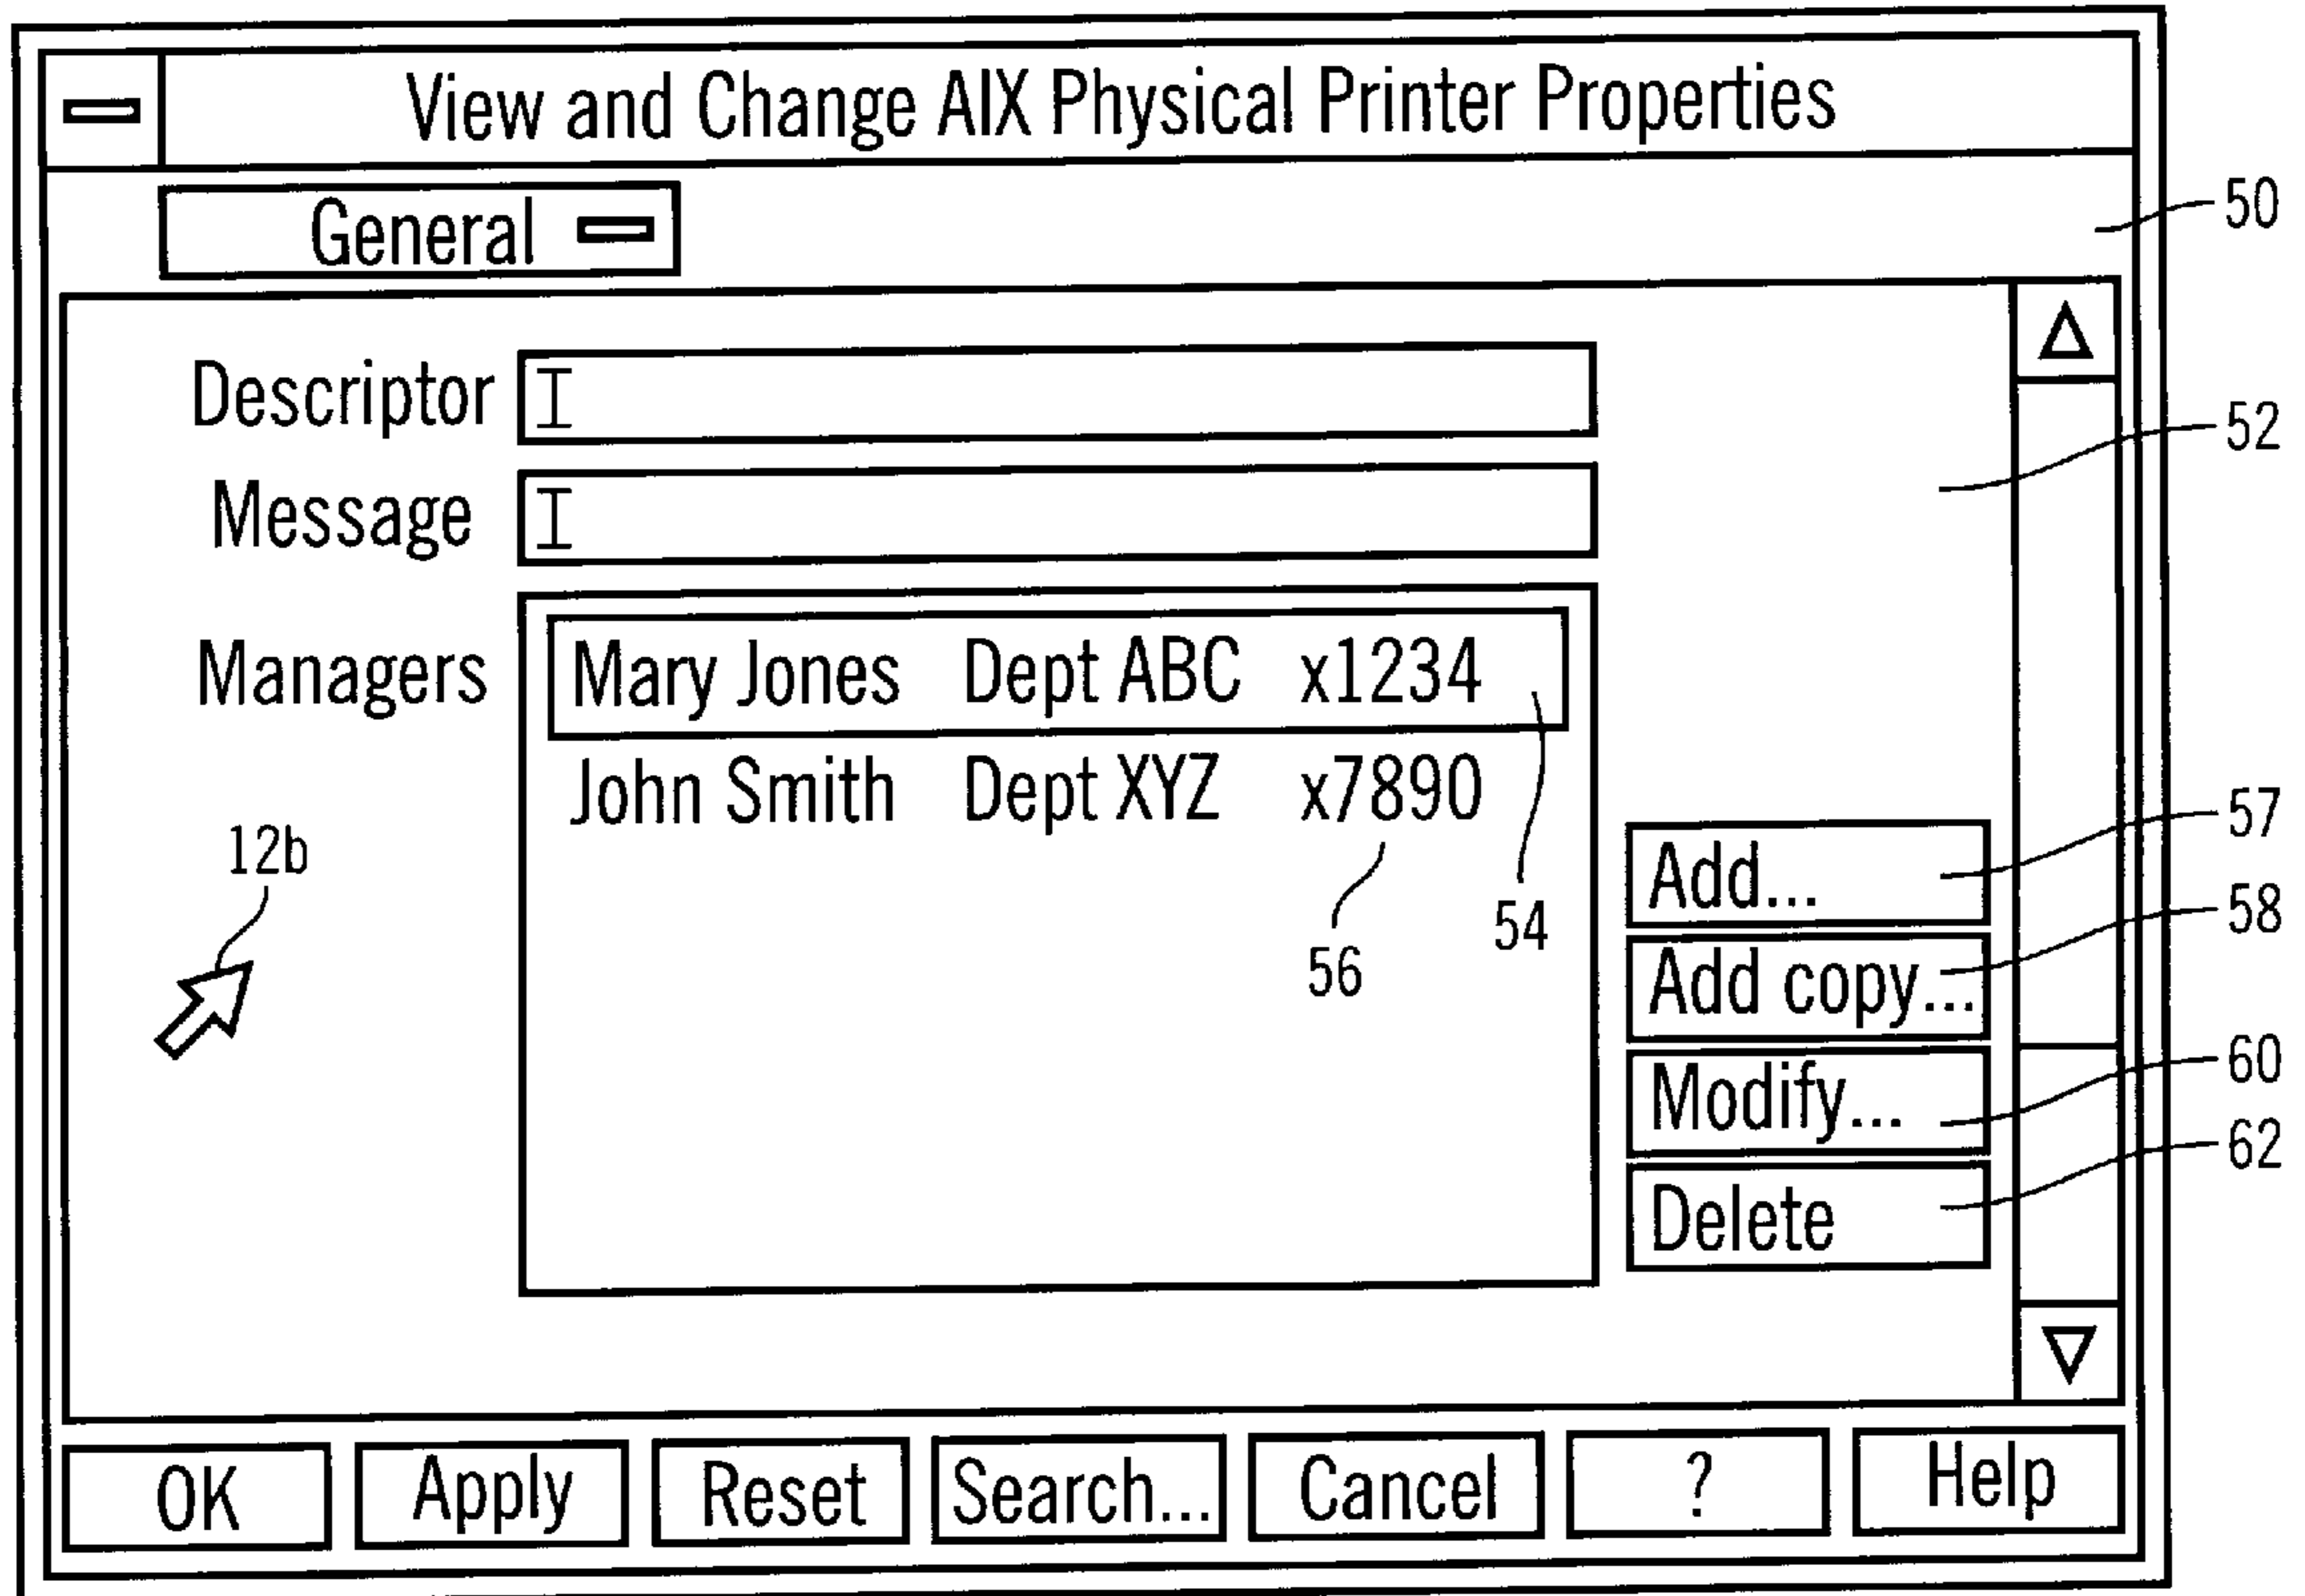 View and Change AIX Physical Printer Properties
General
50
Descriptor
52
Message
Managers
Mary Jones Dept ABC x1234
John Smith Dept XYZ x7890
12b
56
54
Add...
57
Add copy...
58
Modify...
60
Delete
62
OK Apply Reset Search... Cancel ? Help